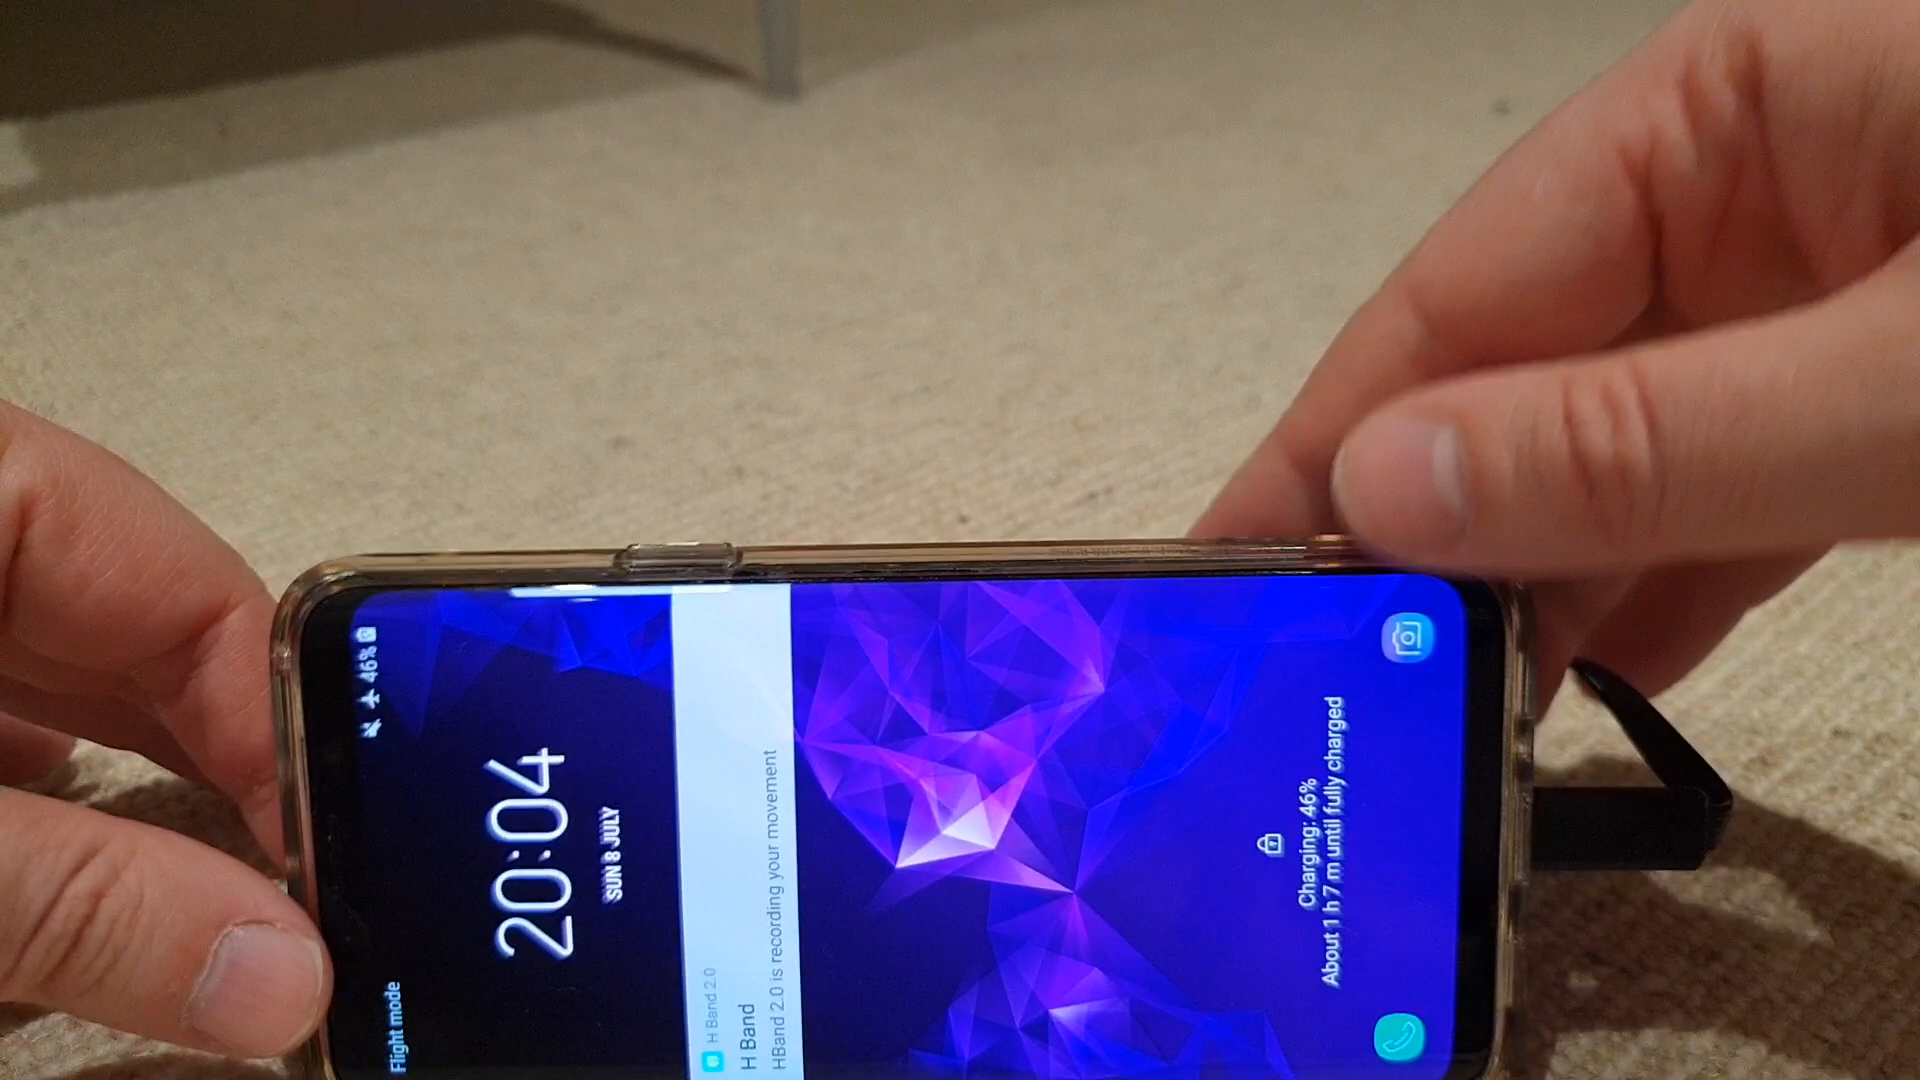 Flight mode
46%
20:04
SUN 8 JULY
H Band 2.0
H Band
HBand 2.0 is recording your movement
Charging: 46%
About 1 h 7 m until fully charged